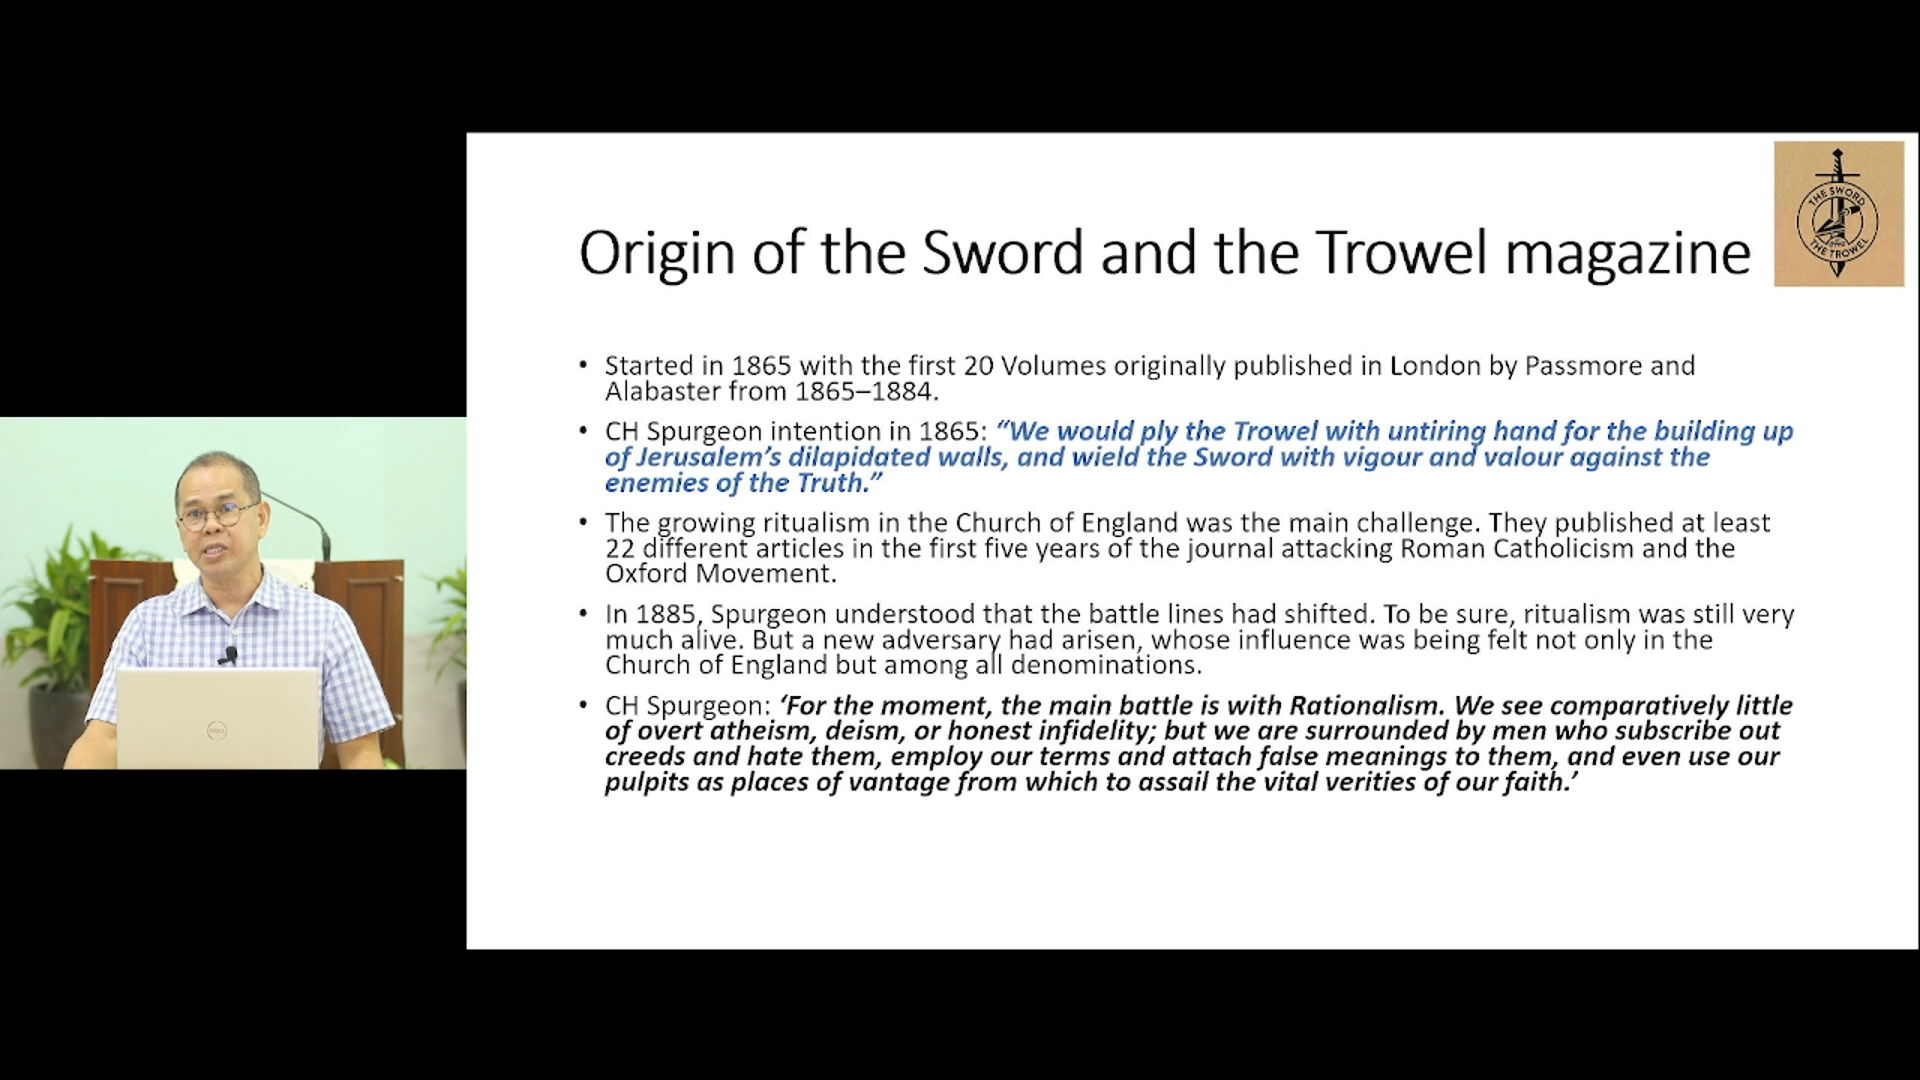 Origin of the Sword and the Trowel magazine
THE SWORD
THE TROWEL
• Started in 1865 with the first 20 Volumes originally published in London by Passmore and
Alabaster from 1865–1884.
• CH Spurgeon intention in 1865: “We would ply the Trowel with untiring hand for the building up
of Jerusalem’s dilapidated walls, and wield the Sword with vigour and valour against the
enemies of the Truth.”
• The growing ritualism in the Church of England was the main challenge. They published at least
22 different articles in the first five years of the journal attacking Roman Catholicism and the
Oxford Movement.
• In 1885, Spurgeon understood that the battle lines had shifted. To be sure, ritualism was still very
much alive. But a new adversary had arisen, whose influence was being felt not only in the
Church of England but among all denominations.
• CH Spurgeon: ‘For the moment, the main battle is with Rationalism. We see comparatively little
of overt atheism, deism, or honest infidelity; but we are surrounded by men who subscribe out
creeds and hate them, employ our terms and attach false meanings to them, and even use our
pulpits as places of vantage from which to assail the vital verities of our faith.’
DELL